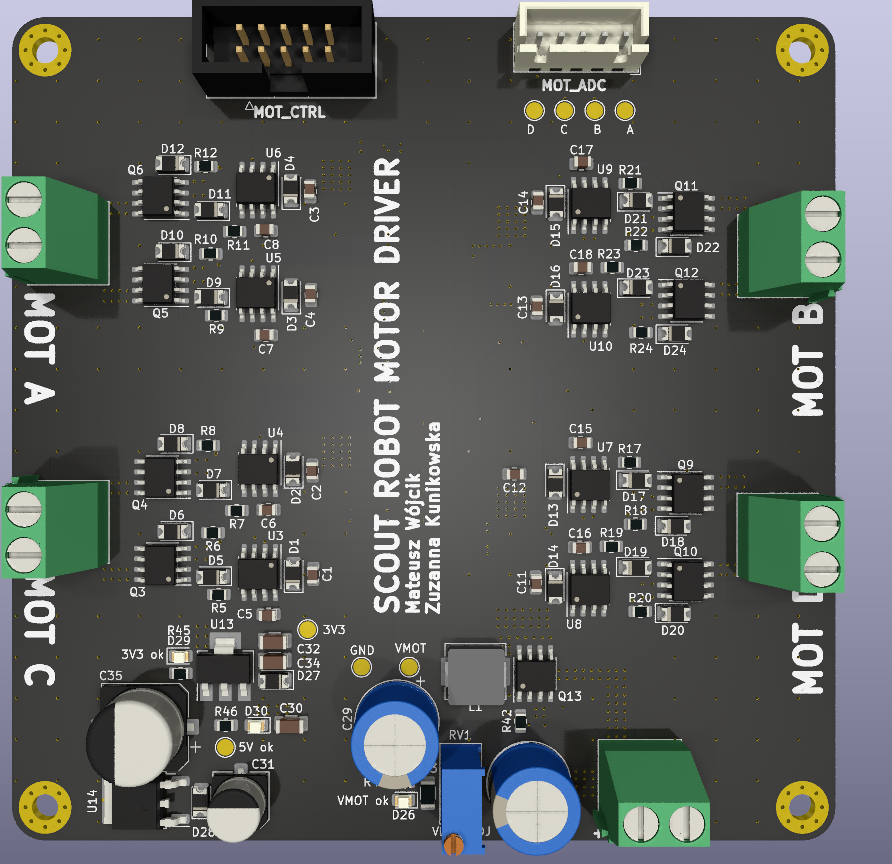 MOT_CTRL
MOT_ADC
D C B A
D12
R12
Q6
U6
D4
C3
D11
R11
C8
D10
R10
U5
Q5
D9
R9
D3
C4
C7
C17
U9
R21
Q11
C14
D15
D21
R22
D22
C18
R23
D16
D23
Q12
C13
U10
R24
D24
MOT A
MOT B
SCOUT ROBOT MOTOR DRIVER
Mateusz Wójcik
Zuzanna Kunikowska
D8
R8
U4
Q4
D7
D2
C2
R7
C6
D6
R6
U3
D1
Q3
D5
R5
C1
C5
C15
U7
R17
Q9
C12
D13
D17
D18
C16
R19
D14
D19
Q10
C11
U8
R20
D20
MOT C
MOT
U13
3V3
R45
D29
3V3 ok
C32
C34
D27
C35
R46
D30
C30
5V ok
C31
U14
GND
VMOT
+
C29
L1
Q13
R42
RV1
VMOT ok
D26
+